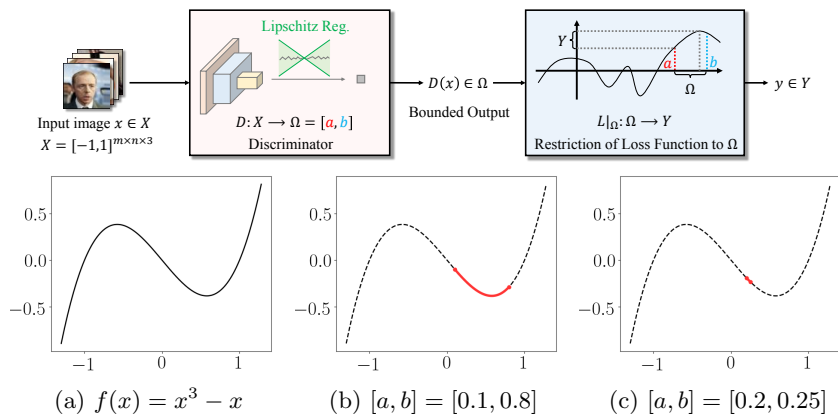 Lipschitz Reg.
Input image x ∈ X
X = [−1,1]^{m×n×3}
D: X ⟶ Ω = [a, b]
Discriminator
D(x) ∈ Ω
Bounded Output
Y
a
b
Ω
L|_Ω: Ω ⟶ Y
Restriction of Loss Function to Ω
y ∈ Y
0.5
0.0
−0.5
−1
0
1
(a) f(x) = x³ − x
0.5
0.0
−0.5
−1
0
1
(b) [a, b] = [0.1, 0.8]
0.5
0.0
−0.5
−1
0
1
(c) [a, b] = [0.2, 0.25]